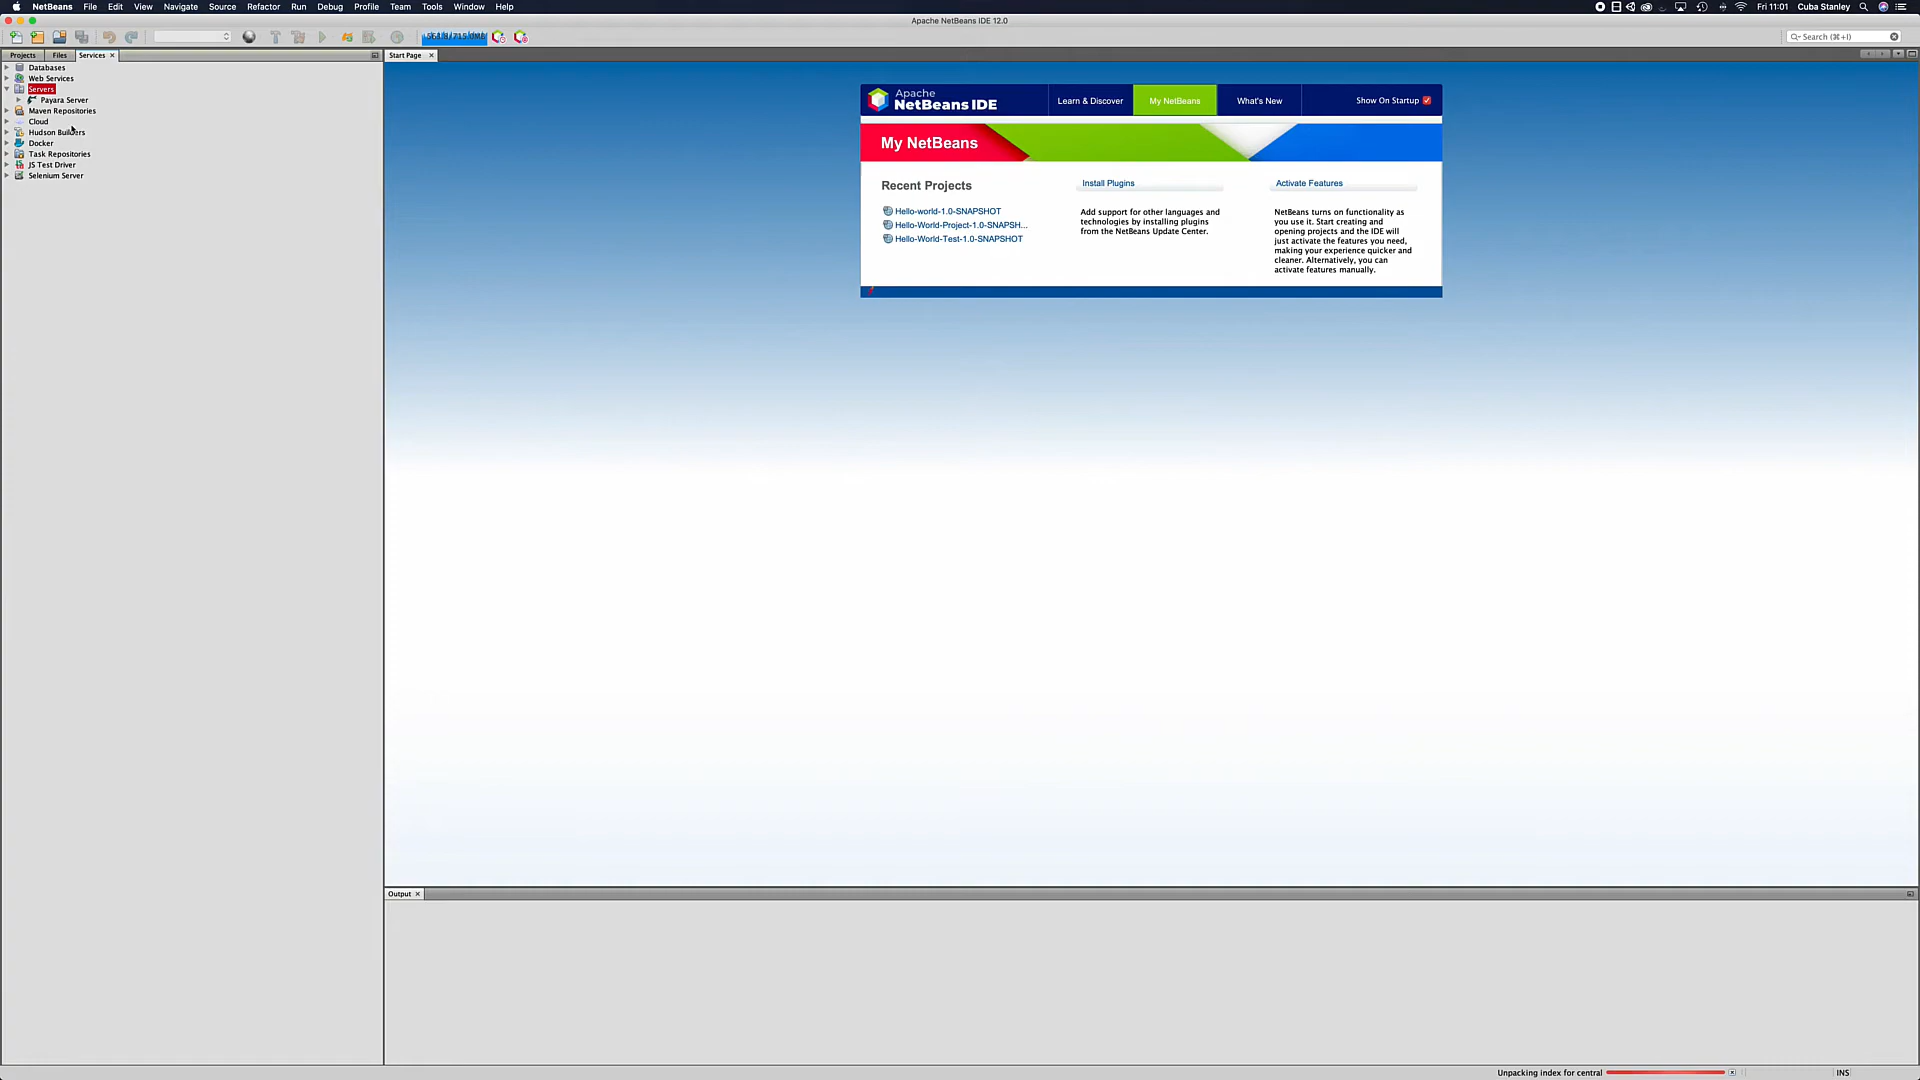 NetBeans File Edit View Navigate Source Refactor Run Debug Profile Team Tools Window Help Fri 11:01 Cuba Stanley
Apache NetBeans IDE 12.0
Search (⌘+I)
Projects Files Services Start Page
Databases
Web Services
Servers
Payara Server
Maven Repositories
Cloud
Hudson Builders
Docker
Task Repositories
JS Test Driver
Selenium Server
Apache
NetBeans IDE Learn & Discover My NetBeans What's New Show On Startup
My NetBeans
Recent Projects
Hello-world-1.0-SNAPSHOT
Hello-World-Project-1.0-SNAPSH...
Hello-World-Test-1.0-SNAPSHOT
Install Plugins
Add support for other languages and
technologies by installing plugins
from the NetBeans Update Center.
Activate Features
NetBeans turns on functionality as
you use it. Start creating and
opening projects and the IDE will
just activate the features you need,
making your experience quicker and
cleaner. Alternatively, you can
activate features manually.
Output
Unpacking index for central INS